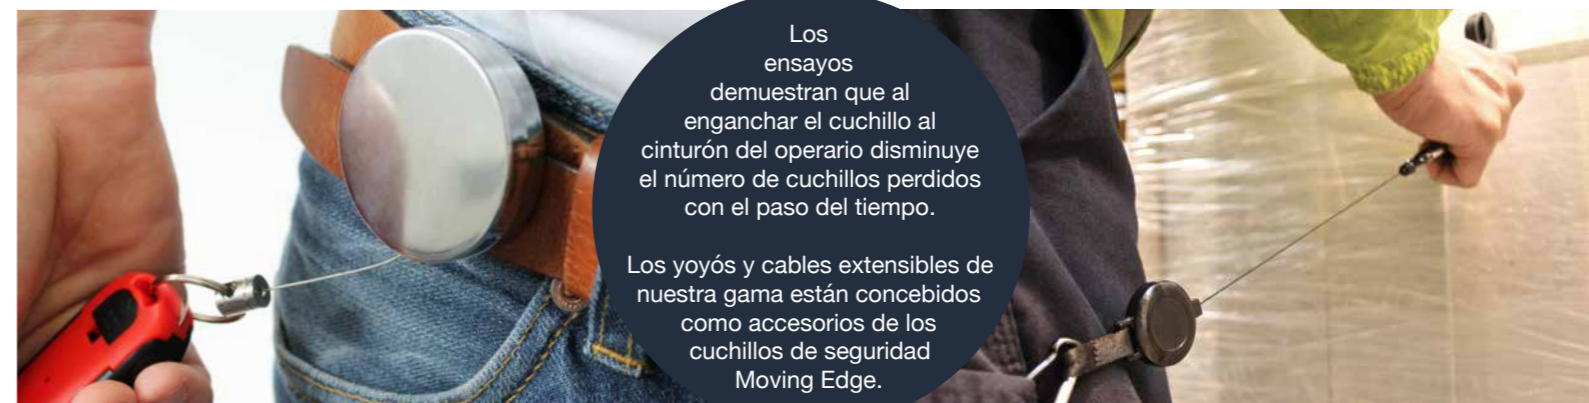 Los
ensayos
demuestran que al
enganchar el cuchillo al
cinturón del operario disminuye
el número de cuchillos perdidos
con el paso del tiempo.
Los yoyós y cables extensibles de
nuestra gama están concebidos
como accesorios de los
cuchillos de seguridad
Moving Edge.